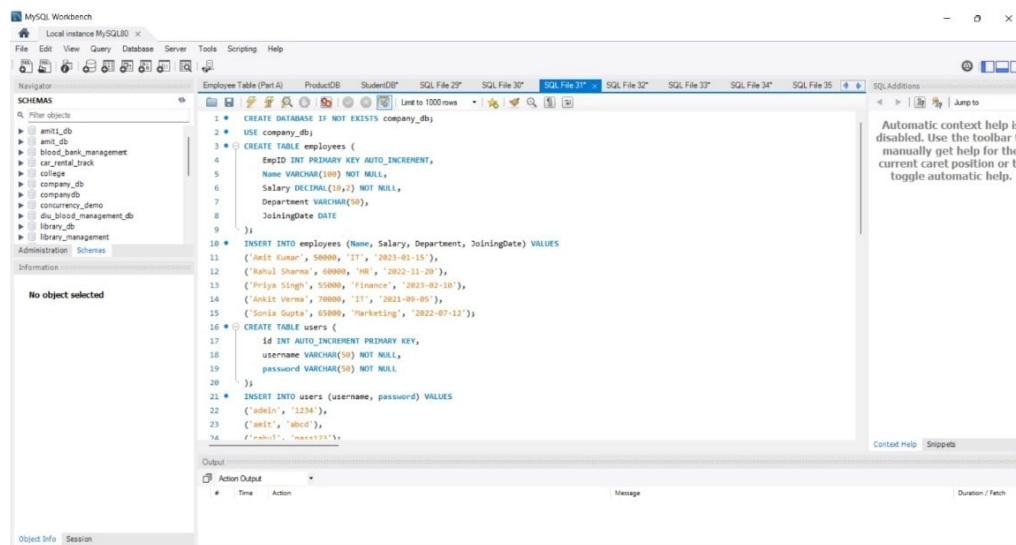 MySQL Workbench
Local instance MySQL80 ×
File Edit View Query Database Server Tools Scripting Help
Navigator
SCHEMAS
Filter objects
amit1_db
amit_db
blood_bank_management
car_rental_track
college
company_db
companydb
concurrency_demo
diu_blood_management_db
library_db
library_management
Administration Schemas
Information
No object selected
Object Info Session
Employee Table (Part A) ProductDB StudentDB* SQL File 29* SQL File 30* SQL File 31* × SQL File 32* SQL File 33* SQL File 34* SQL File 35
Limit to 1000 rows
1 CREATE DATABASE IF NOT EXISTS company_db;
2 USE company_db;
3 CREATE TABLE employees (
4 EmpID INT PRIMARY KEY AUTO_INCREMENT,
5 Name VARCHAR(100) NOT NULL,
6 Salary DECIMAL(10,2) NOT NULL,
7 Department VARCHAR(50),
8 JoiningDate DATE
9 );
10 INSERT INTO employees (Name, Salary, Department, JoiningDate) VALUES
11 ('Amit Kumar', 50000, 'IT', '2023-01-15'),
12 ('Rahul Sharma', 60000, 'HR', '2022-11-20'),
13 ('Priya Singh', 55000, 'Finance', '2023-02-10'),
14 ('Ankit Verma', 70000, 'IT', '2021-09-05'),
15 ('Sonia Gupta', 65000, 'Marketing', '2022-07-12');
16 CREATE TABLE users (
17 id INT AUTO_INCREMENT PRIMARY KEY,
18 username VARCHAR(50) NOT NULL,
19 password VARCHAR(50) NOT NULL
20 );
21 INSERT INTO users (username, password) VALUES
22 ('admin', '1234'),
23 ('amit', 'abcd'),
24 ('rahul', 'pass123');
SQLAdditions
Jump to
Automatic context help is
disabled. Use the toolbar
manually get help for the
current caret position or
toggle automatic help.
Context Help Snippets
Output
Action Output
# Time Action Message Duration / Fetch